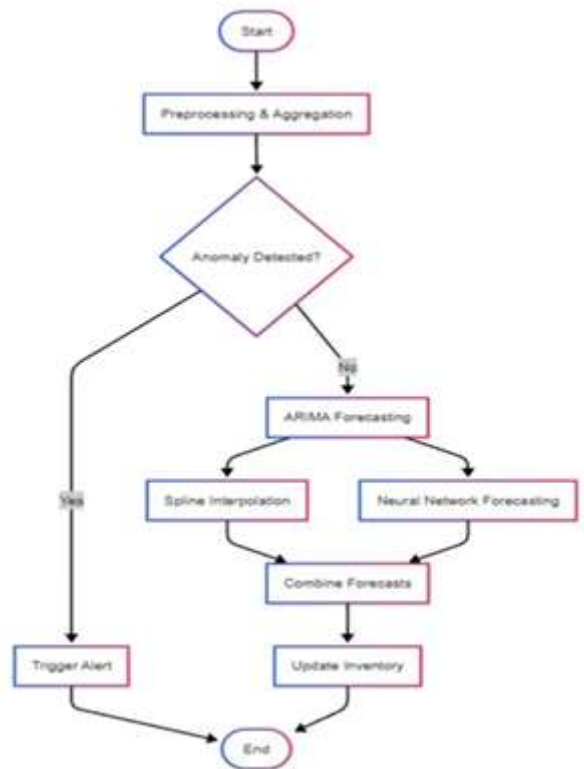 Start
Preprocessing & Aggregation
Anomaly Detected?
No
ARIMA Forecasting
Spline Interpolation
Neural Network Forecasting
Yes
Combine Forecasts
Trigger Alert
Update Inventory
End